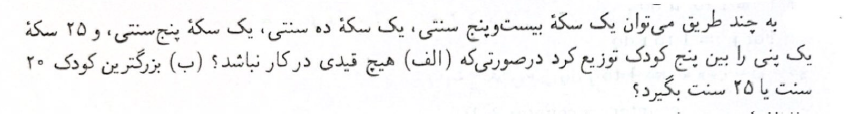 به چند طریق می‌توان یک سکهٔ بیست‌وپنج سنتی، یک سکهٔ ده سنتی، یک سکهٔ پنج‌سنتی، و ۲۵ سکهٔ
یک پنی را بین پنج کودک توزیع کرد درصورتی‌که (الف) هیچ قیدی در کار نباشد؟ (ب) بزرگترین کودک ۲۰
سنت یا ۲۵ سنت بگیرد؟